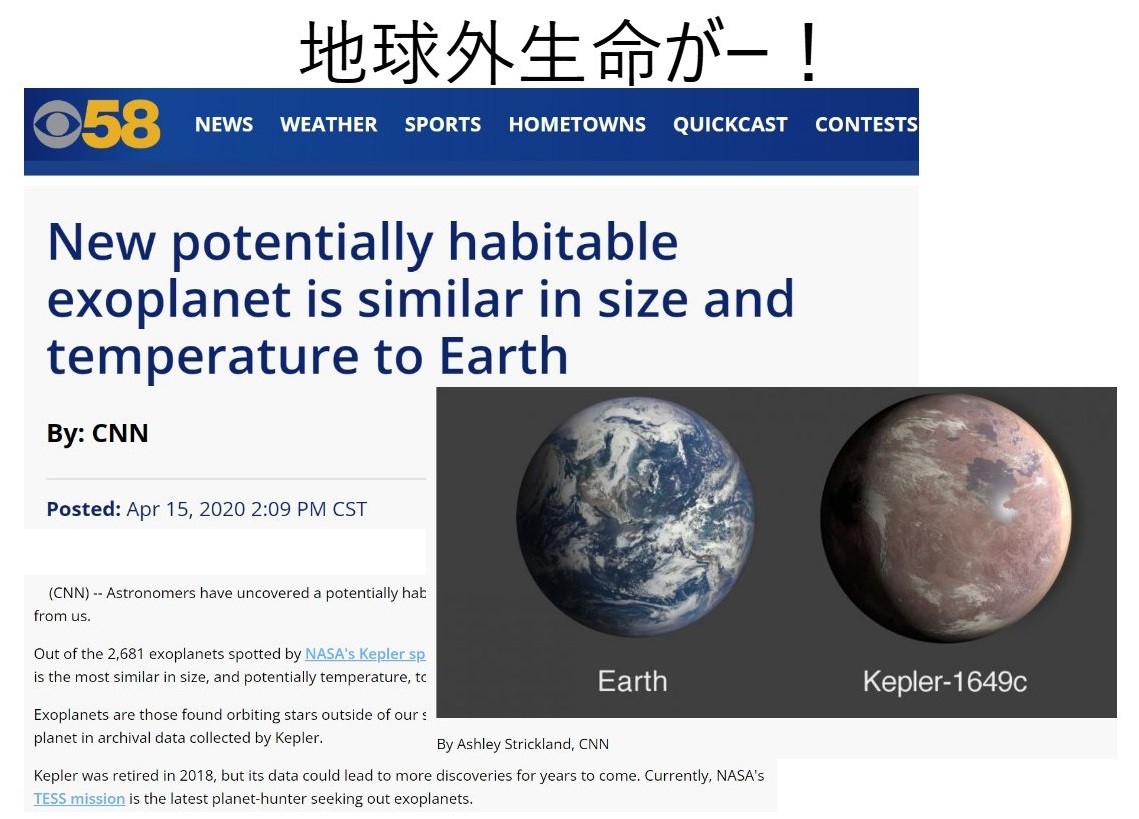 地球外生命がー！
58 NEWS WEATHER SPORTS HOMETOWNS QUICKCAST CONTESTS
New potentially habitable
exoplanet is similar in size and
temperature to Earth
By: CNN
Posted: Apr 15, 2020 2:09 PM CST
Earth
Kepler-1649c
(CNN) -- Astronomers have uncovered a potentially hab
from us.
Out of the 2,681 exoplanets spotted by NASA's Kepler sp
is the most similar in size, and potentially temperature, to
Exoplanets are those found orbiting stars outside of our s
planet in archival data collected by Kepler.
By Ashley Strickland, CNN
Kepler was retired in 2018, but its data could lead to more discoveries for years to come. Currently, NASA's
TESS mission is the latest planet-hunter seeking out exoplanets.